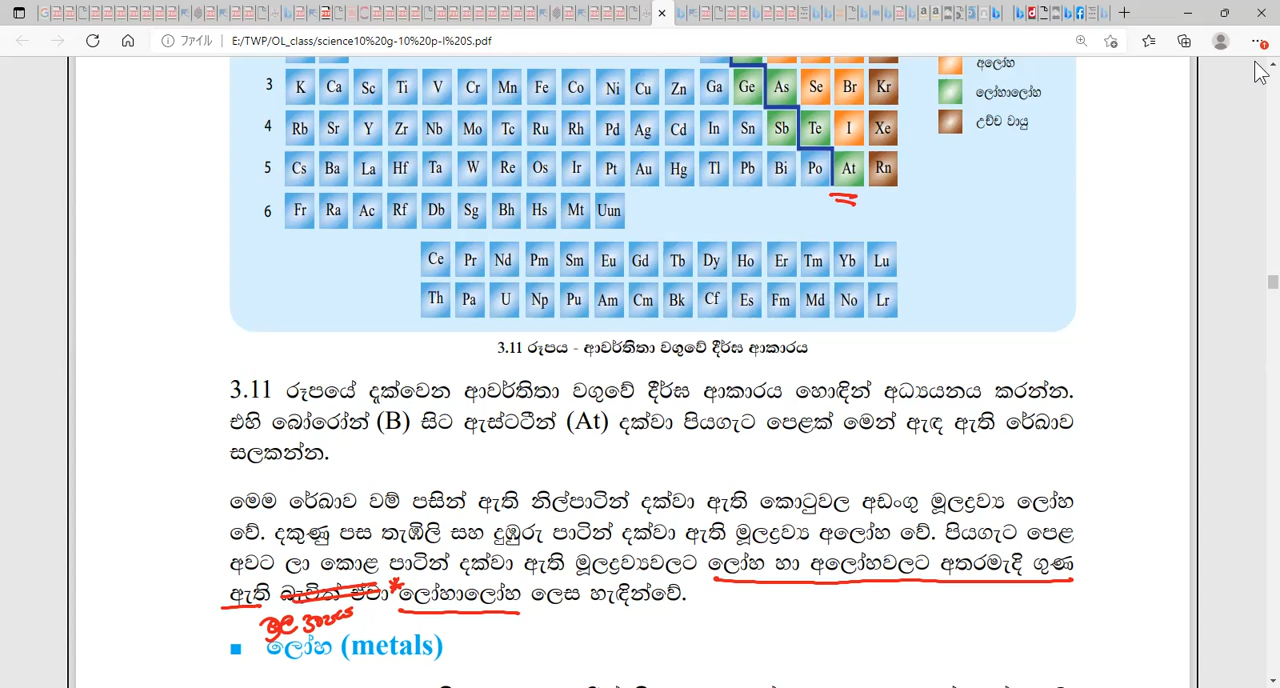 ファイル E:/TWP/OL_class/science10%20g-10%20p-I%20S.pdf
අලෝහ
3 K Ca Sc Ti V Cr Mn Fe Co Ni Cu Zn Ga Ge As Se Br Kr
ලෝහාලෝහ
4 Rb Sr Y Zr Nb Mo Tc Ru Rh Pd Ag Cd In Sn Sb Te I Xe
උච්ච වායු
5 Cs Ba La Hf Ta W Re Os Ir Pt Au Hg Tl Pb Bi Po At Rn
6 Fr Ra Ac Rf Db Sg Bh Hs Mt Uun
Ce Pr Nd Pm Sm Eu Gd Tb Dy Ho Er Tm Yb Lu
Th Pa U Np Pu Am Cm Bk Cf Es Fm Md No Lr
3.11 රූපය - ආවර්තිතා වගුවේ දීර්ඝ ආකාරය
3.11 රූපයේ දැක්වෙන ආවර්තිතා වගුවේ දීර්ඝ ආකාරය හොඳින් අධ්‍යයනය කරන්න.
එහි බෝරෝන් (B) සිට ඇස්ටටීන් (At) දක්වා පියගැට පෙළක් මෙන් ඇඳ ඇති රේඛාව
සලකන්න.
මෙම රේඛාව වම් පසින් ඇති නිල්පාටින් දක්වා ඇති කොටුවල අඩංගු මූලද්‍රව්‍ය ලෝහ
වේ. දකුණු පස තැඹිලි සහ දුඹුරු පාටින් දක්වා ඇති මූලද්‍රව්‍ය අලෝහ වේ. පියගැට පෙළ
අවට ලා කොළ පාටින් දක්වා ඇති මූලද්‍රව්‍යවලට ලෝහ හා අලෝහවලට අතරමැදි ගුණ
ඇති බැවින් ඒවා * ලෝහාලෝහ ලෙස හැඳින්වේ.
මූල
ලෝහ (metals)